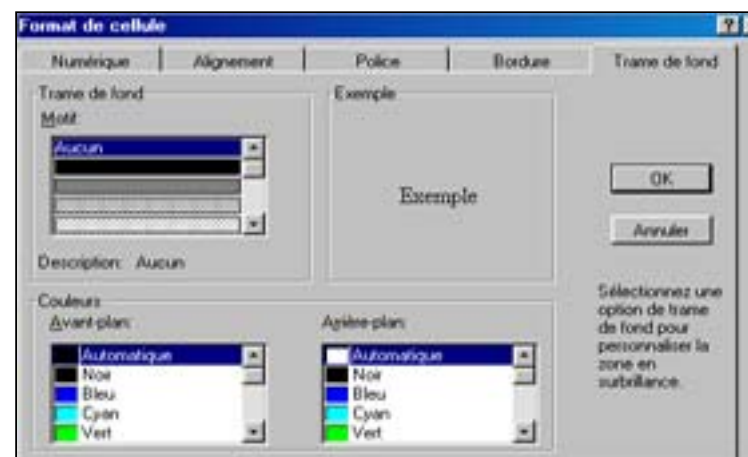 Format de cellule
Numérique Alignement Police Bordure Trame de fond
Trame de fond
Motif:
Aucun
Description: Aucun
Exemple
Exemple
OK
Annuler
Sélectionnez une
option de trame
de fond pour
personnaliser la
zone en
surbrillance.
Couleurs
Avant-plan:
Automatique
Noir
Bleu
Cyan
Vert
Arrière-plan:
Automatique
Noir
Bleu
Cyan
Vert